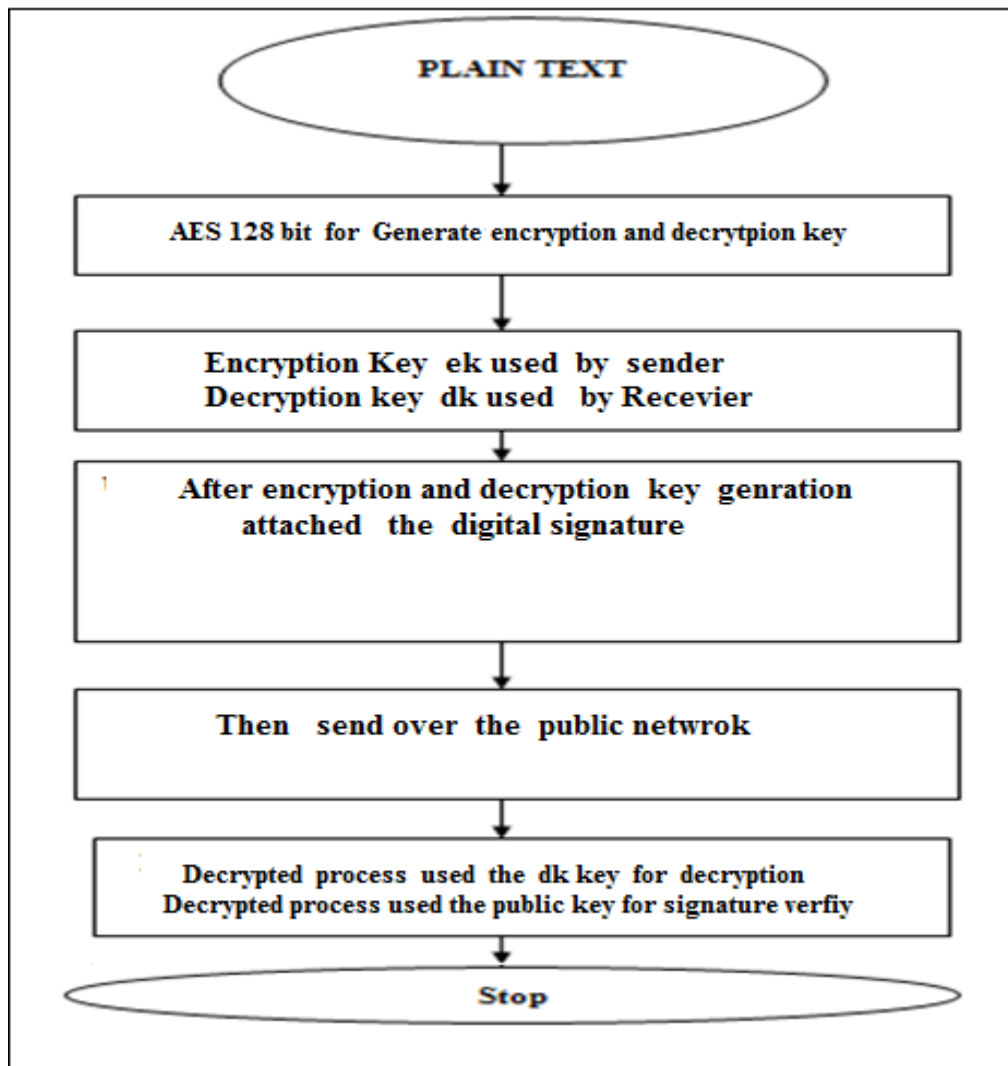 PLAIN TEXT
AES 128 bit for Generate encryption and decrytpion key
Encryption Key ek used by sender
Decryption key dk used by Recevier
After encryption and decryption key genration
attached the digital signature
Then send over the public netwrok
Decrypted process used the dk key for decryption
Decrypted process used the public key for signature verfiy
Stop